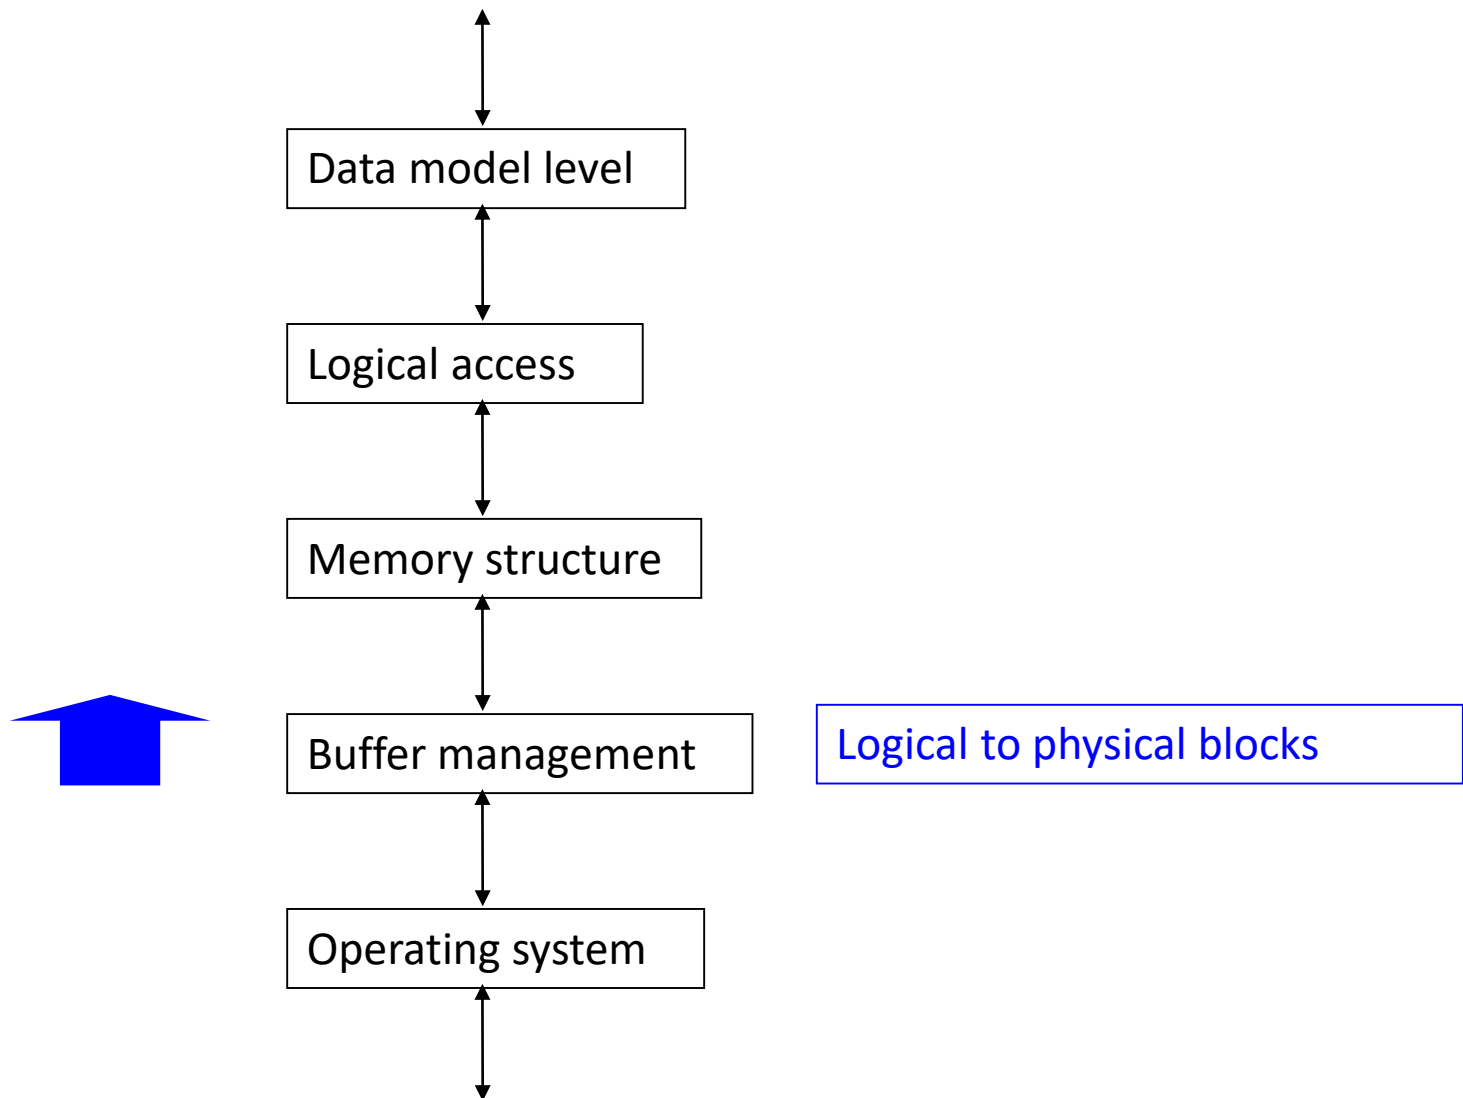 Data model level
Logical access
Memory structure
Buffer management
Logical to physical blocks
Operating system